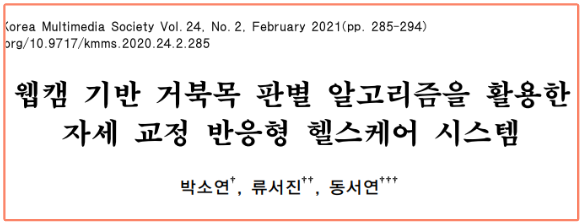 Korea Multimedia Society Vol. 24, No. 2, February 2021(pp. 285-294)
org/10.9717/kmms.2020.24.2.285
웹캠 기반 거북목 판별 알고리즘을 활용한
자세 교정 반응형 헬스케어 시스템
박소연†, 류서진††, 동서연†††